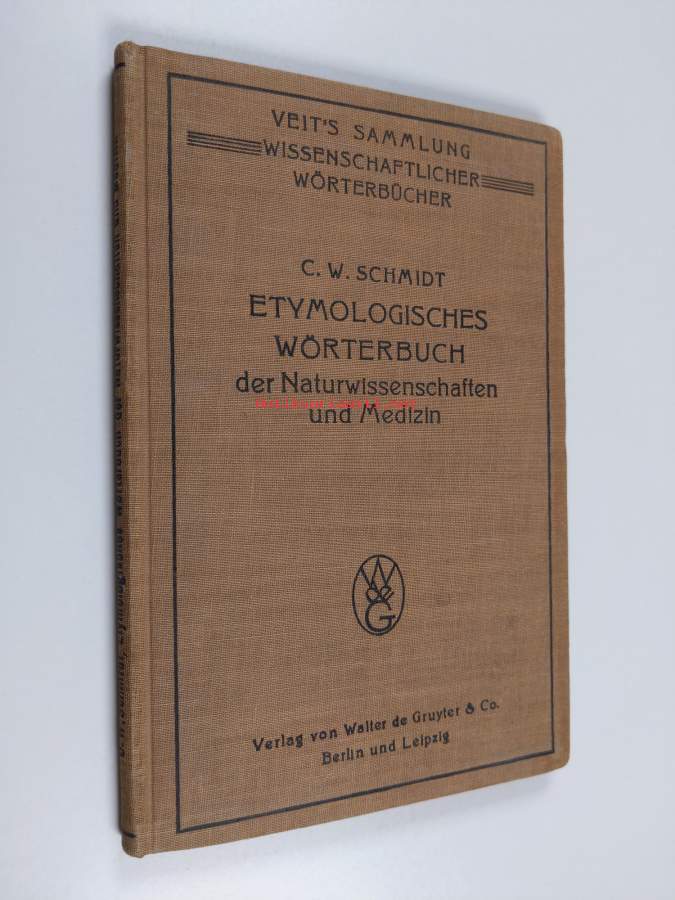 VEIT'S SAMMLUNG
WISSENSCHAFTLICHER
WÖRTERBÜCHER
C. W. SCHMIDT
ETYMOLOGISCHES
WÖRTERBUCH
der Naturwissenschaften
und Medizin
W
de
G
Verlag von Walter de Gruyter & Co.
Berlin und Leipzig